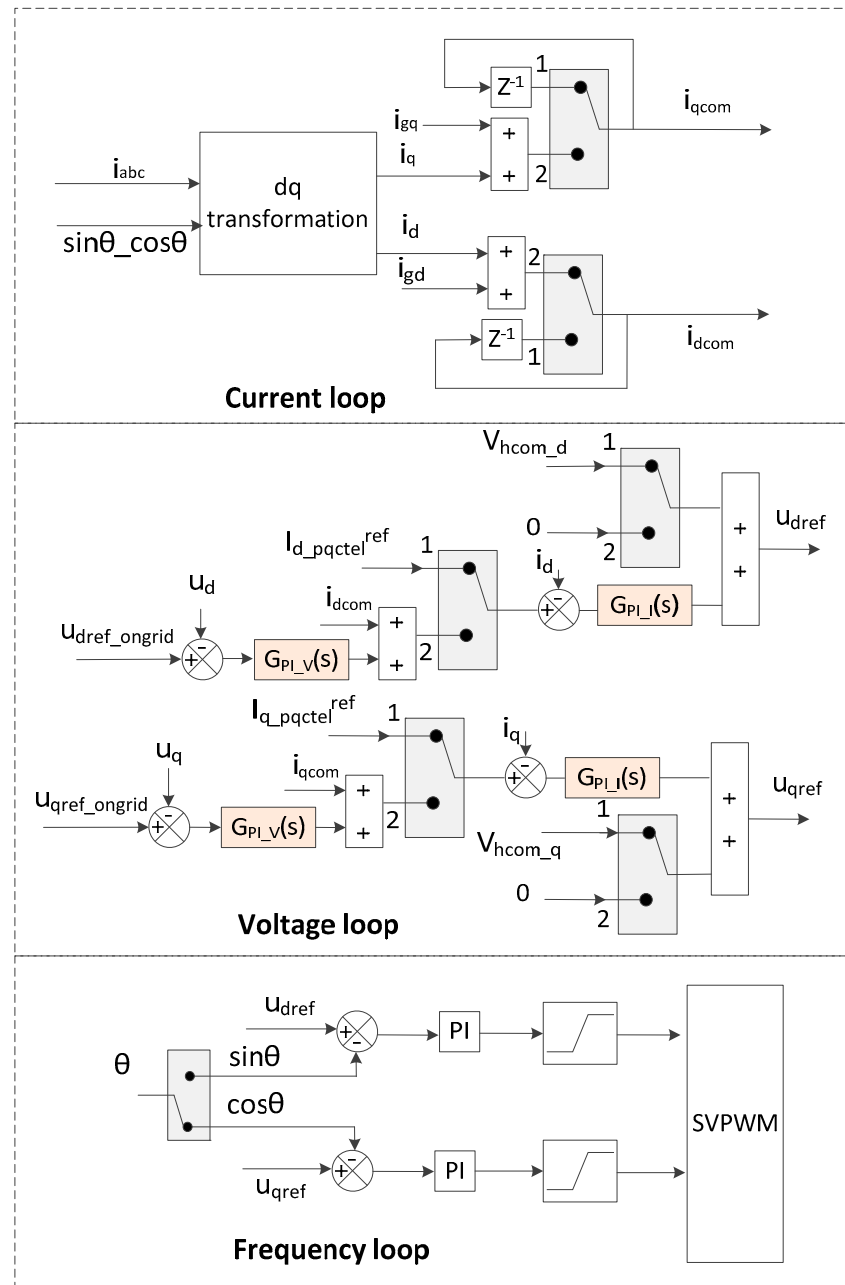 1
Z-1
iqcom
igq
+
iq
iabc
dq
transformation
+
2
sinθ_cosθ
id
2
+
igd
+
Z-1
1
idcom
Current loop
Vhcom_d
1
udref
0
2
+
+
Id_pqctelref
1
id
-
+
GPI_I(s)
ud
idcom
+
udref_ongrid
-
+
GPI_V(s)
+
2
Iq_pqctelref
1
iq
-
+
GPI_I(s)
uq
iqcom
+
uqref_ongrid
-
+
GPI_V(s)
+
2
uqref
+
+
1
Vhcom_q
0
2
Voltage loop
udref
+
-
PI
θ
sinθ
cosθ
SVPWM
-
+
PI
uqref
Frequency loop